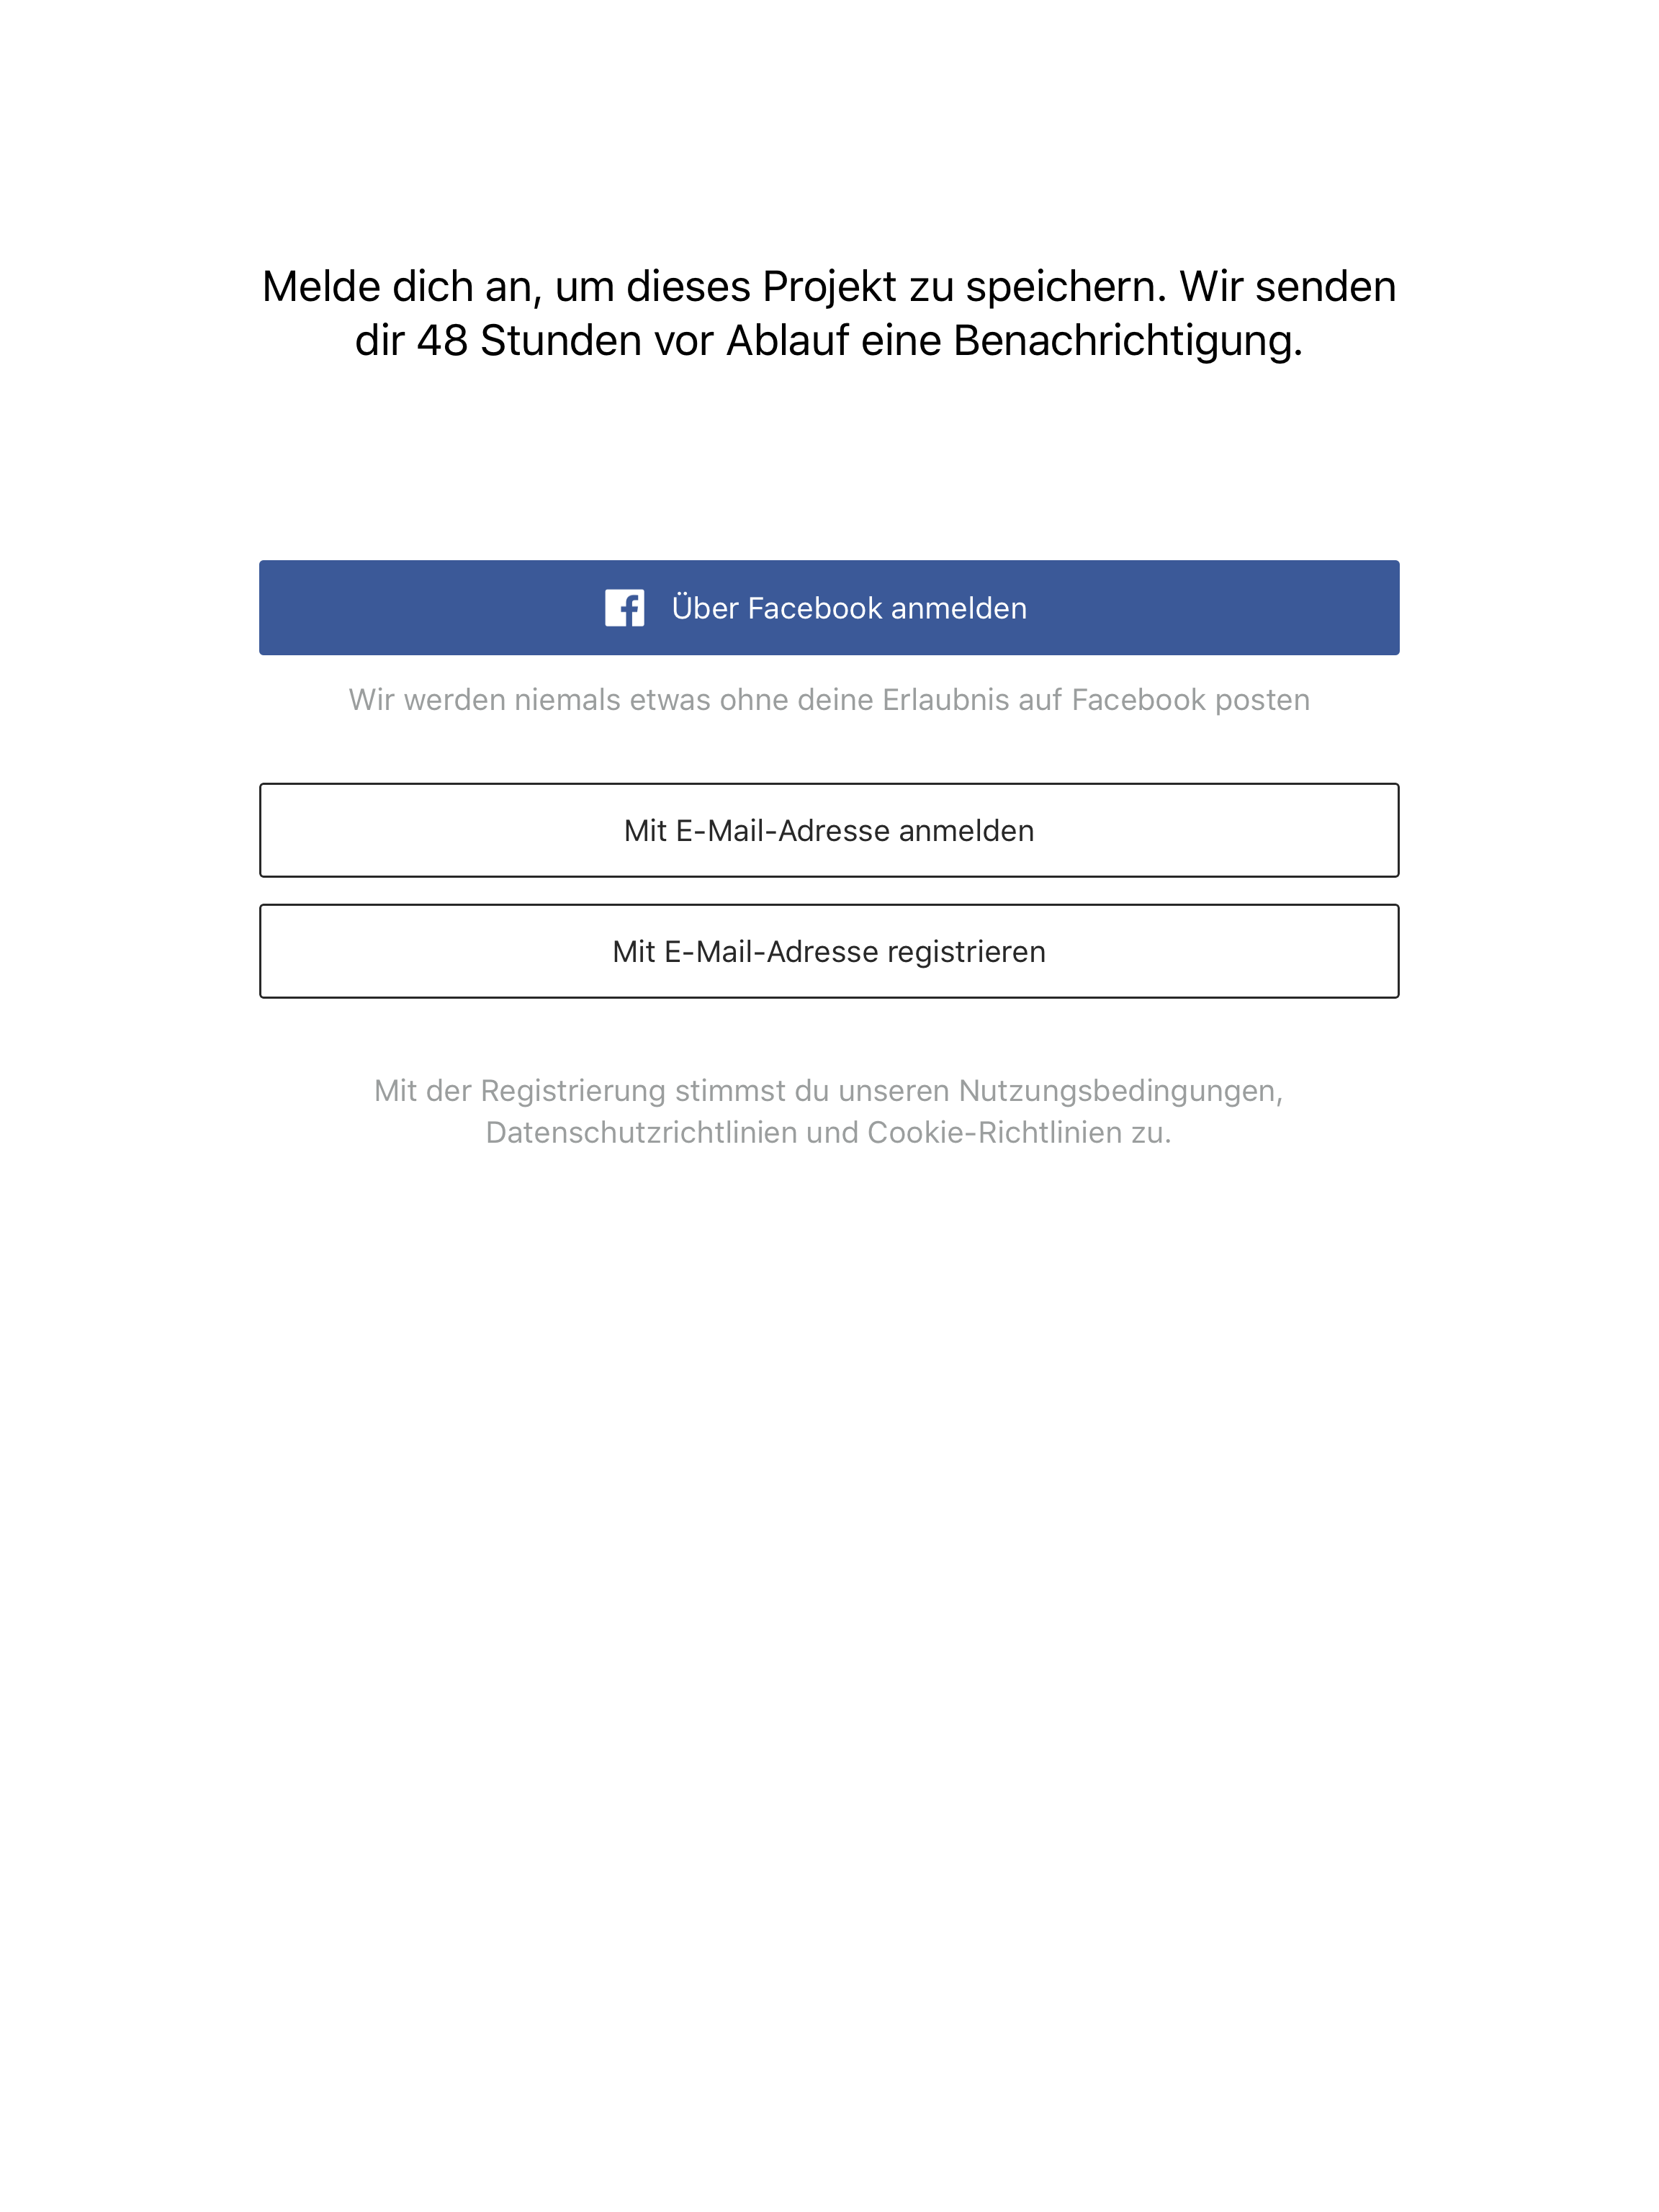 Melde dich an, um dieses Projekt zu speichern. Wir senden
dir 48 Stunden vor Ablauf eine Benachrichtigung.
Über Facebook anmelden
Wir werden niemals etwas ohne deine Erlaubnis auf Facebook posten
Mit E-Mail-Adresse anmelden
Mit E-Mail-Adresse registrieren
Mit der Registrierung stimmst du unseren Nutzungsbedingungen,
Datenschutzrichtlinien und Cookie-Richtlinien zu.